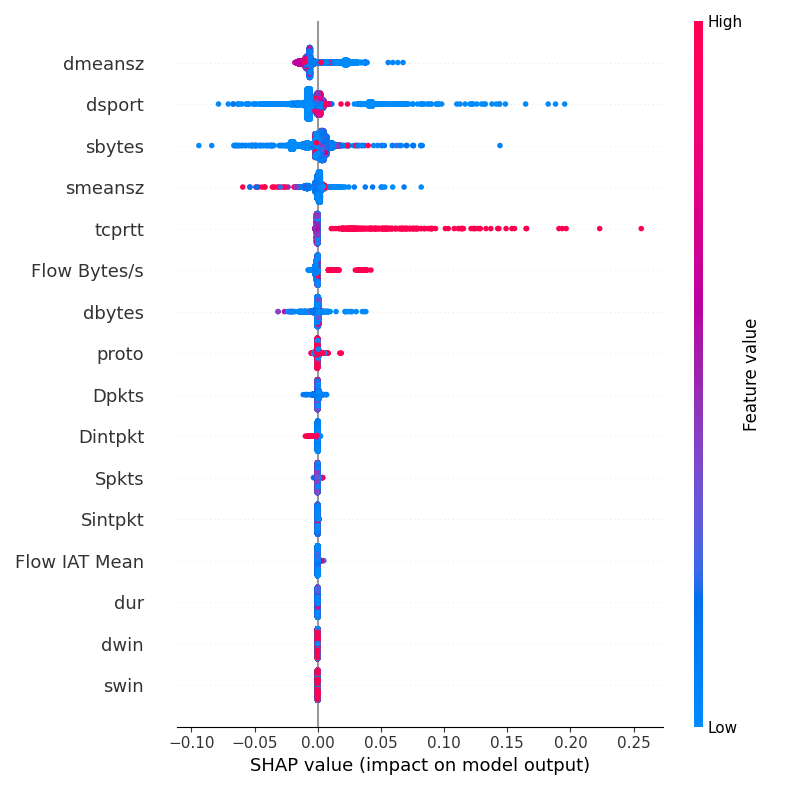 High
dmeansz
dsport
sbytes
smeansz
tcprtt
Flow Bytes/s
dbytes
proto
Dpkts
Dintpkt
Spkts
Sintpkt
Flow IAT Mean
dur
dwin
swin
Feature value
Low
−0.10 −0.05 0.00 0.05 0.10 0.15 0.20 0.25
SHAP value (impact on model output)